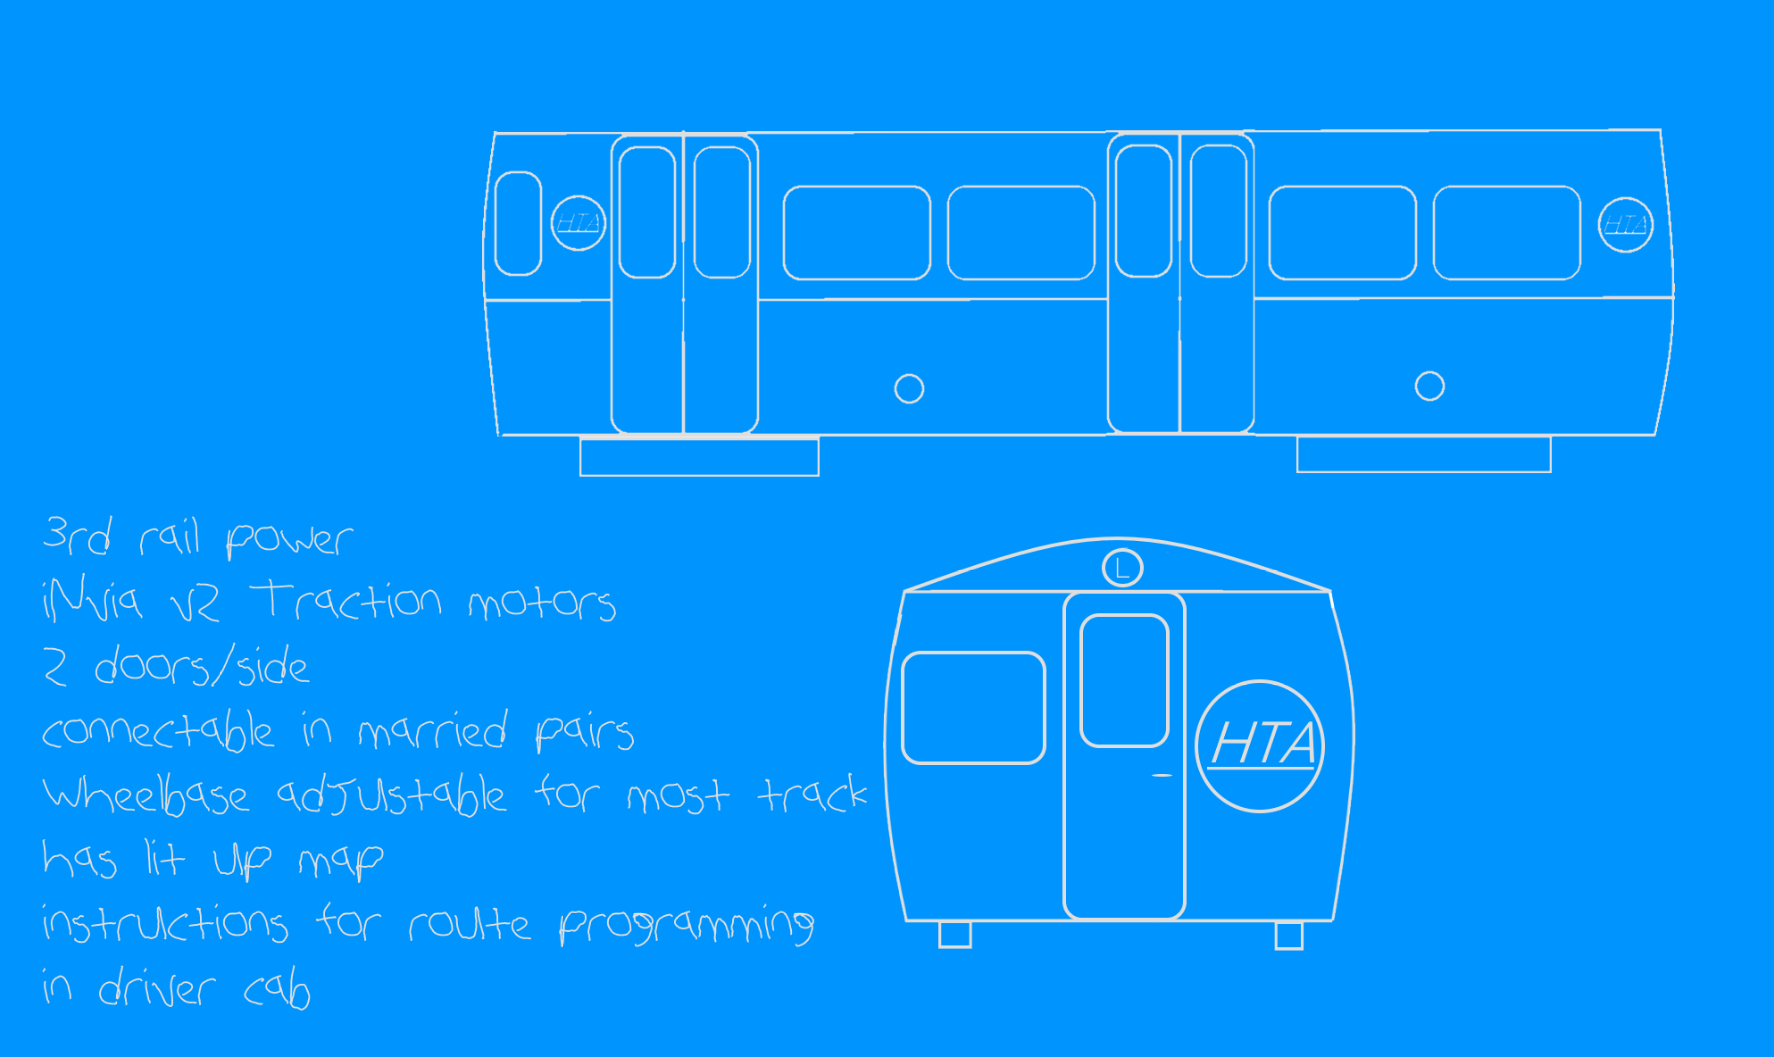 HTA
HTA
3rd rail power
iNvia v2 Traction motors
2 doors/side
connectable in married pairs
wheelbase adjustable for most track
has lit up map
instructions for route programming
in driver cab
L
HTA